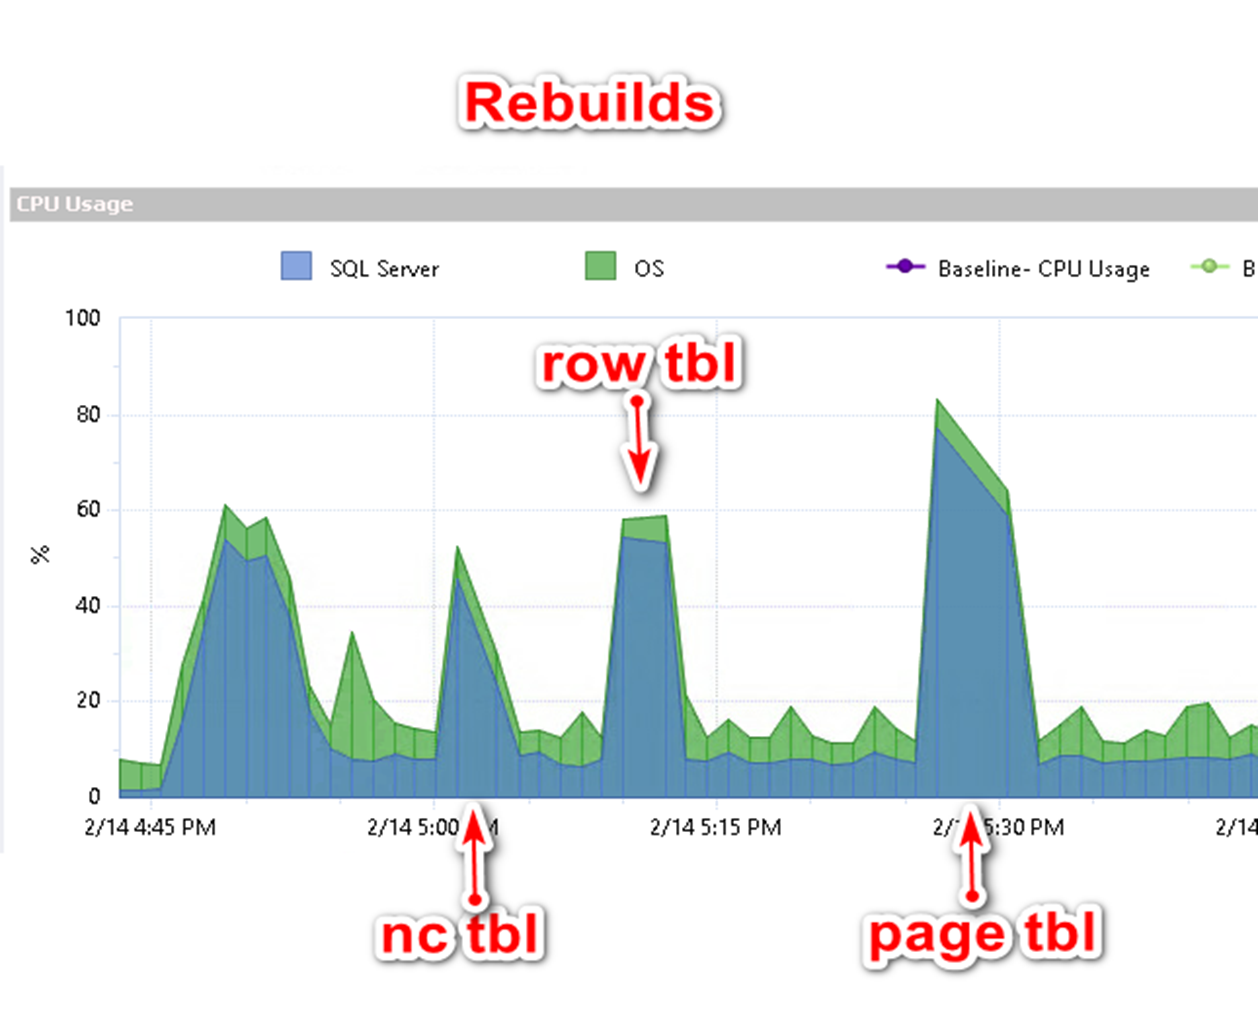 Rebuilds
CPU Usage
SQL Server
OS
Baseline- CPU Usage
B
100
row tbl
80
60
%
40
20
0
2/14 4:45 PM
2/14 5:00 M
2/14 5:15 PM
2/1 5:30 PM
2/14
nc tbl
page tbl